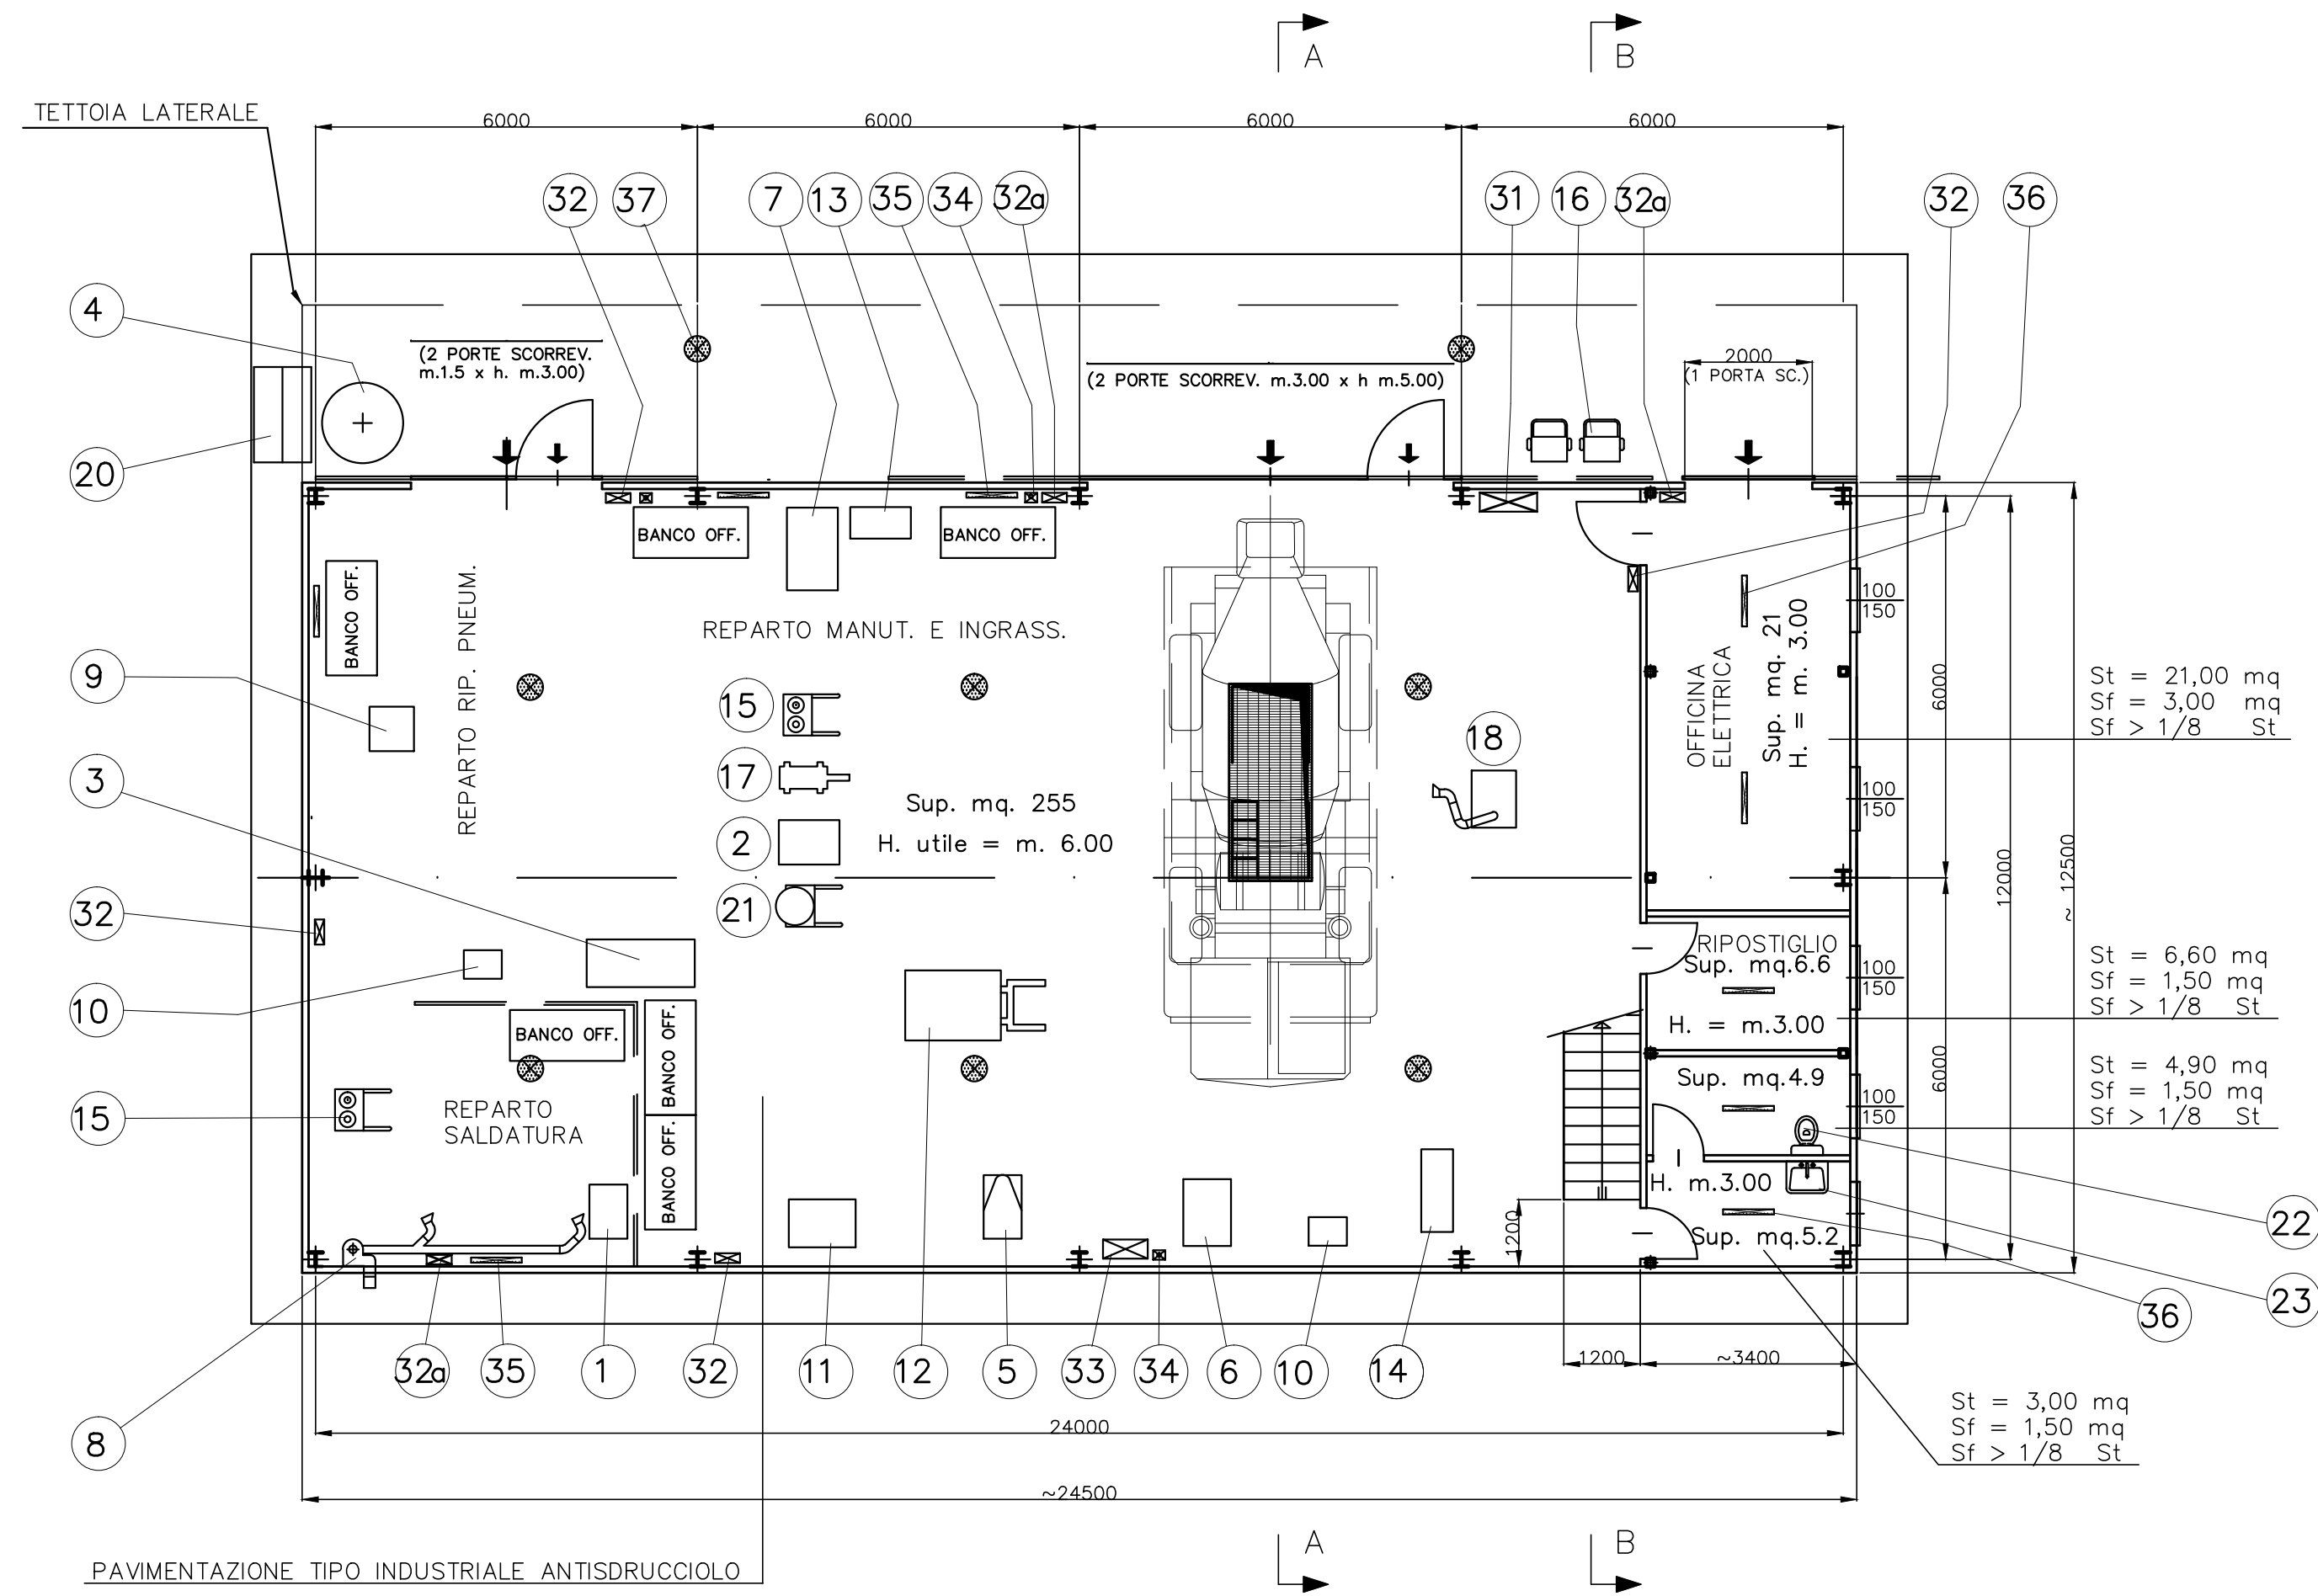 A
B
TETTOIA LATERALE
6000
6000
6000
6000
32
37
7
13
35
34
32a
31
16
32a
32
36
4
(2 PORTE SCORREV.
m.1.5 x h. m.3.00)
(2 PORTE SCORREV. m.3.00 x h m.5.00)
2000
(1 PORTA SC.)
20
BANCO OFF.
BANCO OFF.
BANCO OFF.
REPARTO RIP. PNEUM.
REPARTO MANUT. E INGRASS.
100
150
OFFICINA
ELETTRICA
Sup. mq. 21
H. = m. 3.00
6000
12000
~ 12500
St = 21,00 mq
Sf = 3,00 mq
Sf > 1/8 St
9
15
18
3
17
Sup. mq. 255
H. utile = m. 6.00
100
150
2
21
32
10
RIPOSTIGLIO
Sup. mq.6.6
H. = m.3.00
100
150
St = 6,60 mq
Sf = 1,50 mq
Sf > 1/8 St
12
BANCO OFF.
BANCO OFF.
BANCO OFF.
6000
Sup. mq.4.9
100
150
St = 4,90 mq
Sf = 1,50 mq
Sf > 1/8 St
15
REPARTO
SALDATURA
H. m.3.00
Sup. mq.5.2
1200
22
23
36
8
32a
35
1
32
11
12
5
33
34
6
10
14
1200
~3400
St = 3,00 mq
Sf = 1,50 mq
Sf > 1/8 St
24000
~24500
A
B
PAVIMENTAZIONE TIPO INDUSTRIALE ANTISDRUCCIOLO